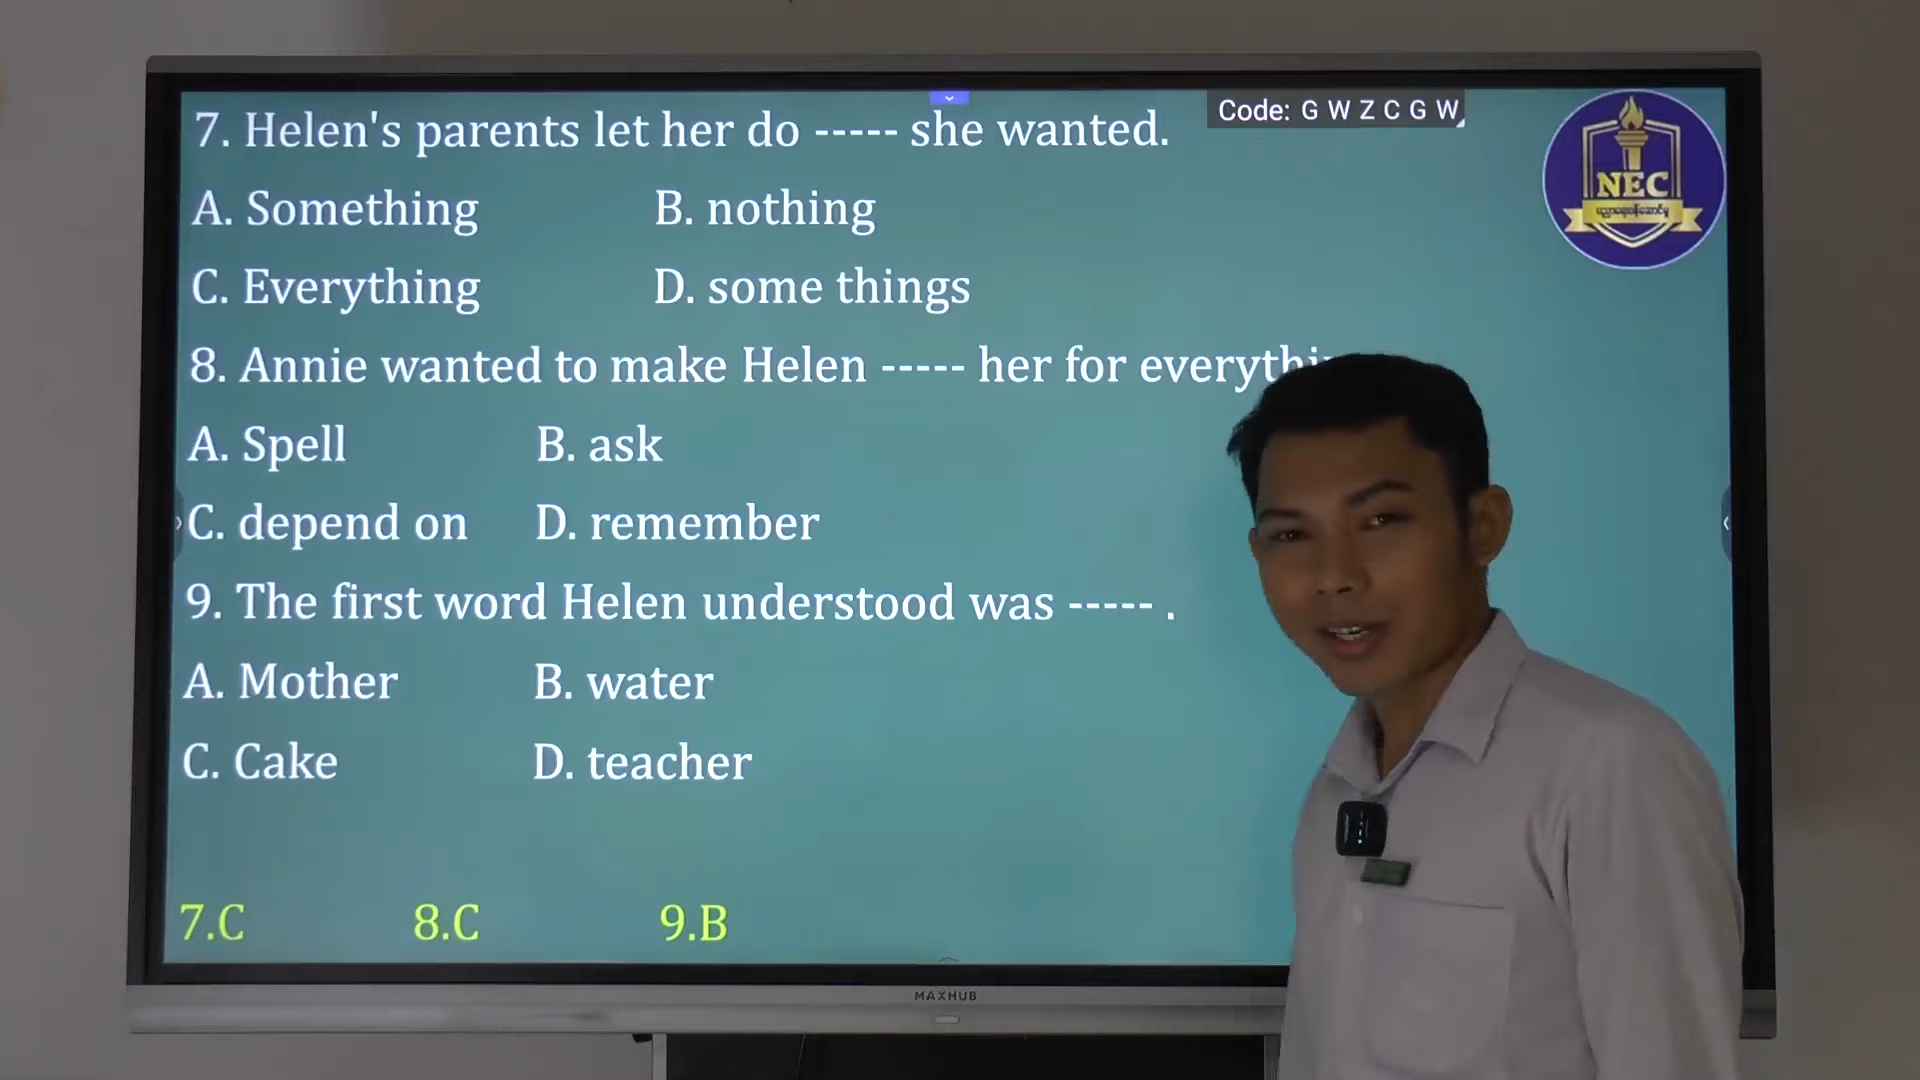 7. Helen's parents let her do ----- she wanted.
Code: G W Z C G W
A. Something B. nothing
C. Everything D. some things
8. Annie wanted to make Helen ----- her for
A. Spell B. ask
C. depend on D. remember
9. The first word Helen understood was ----- .
A. Mother B. water
C. Cake D. teacher
7.C 8.C 9.B
NEC
MAXHUB